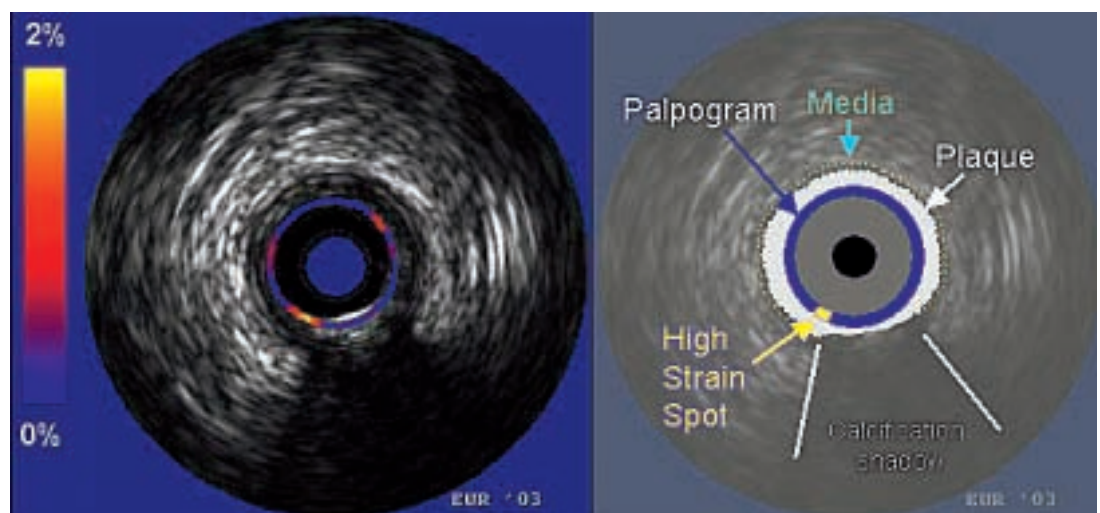 2%
0%
EUR '03
Palpogram
Media
Plaque
High
Strain
Spot
Calcification
shadow
EUR '03